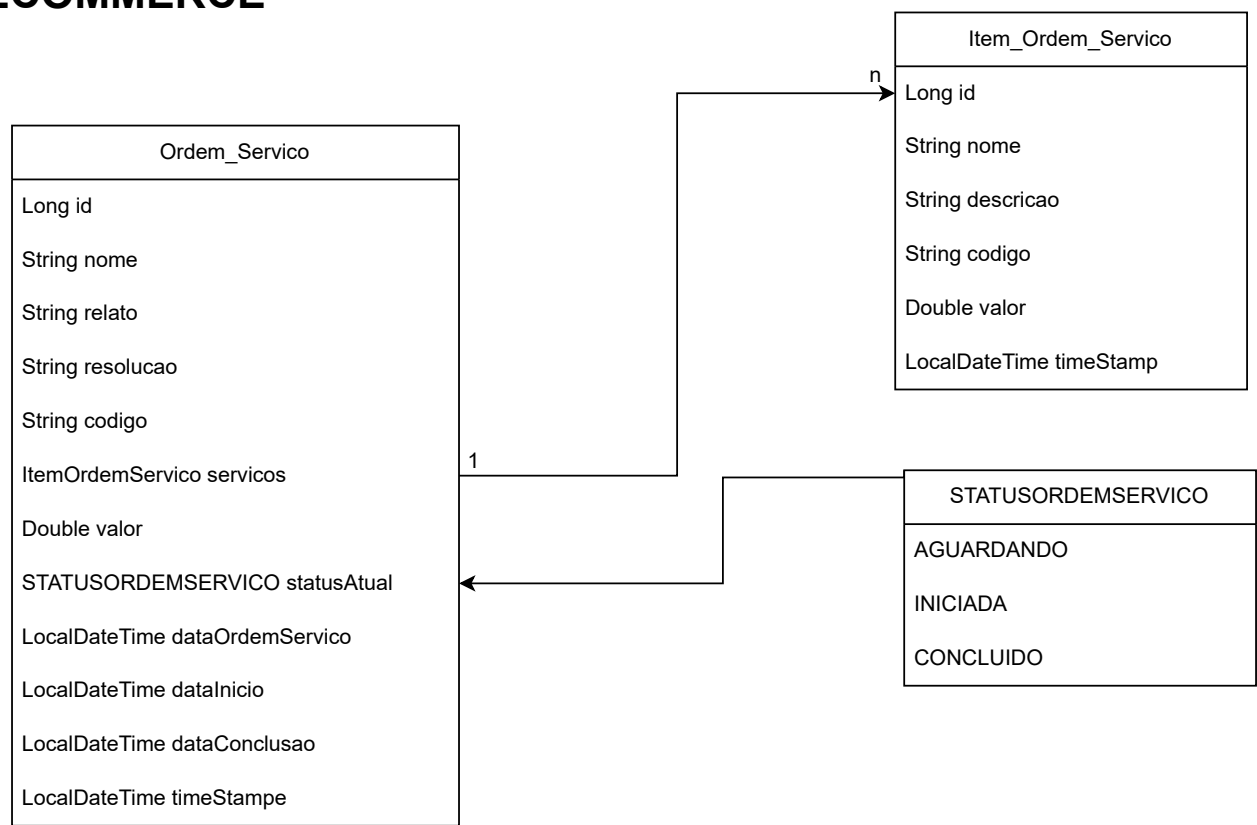 ECOMMERCE
Item_Ordem_Servico
n
Long id
String nome
String descricao
String codigo
Double valor
LocalDateTime timeStamp
Ordem_Servico
Long id
String nome
String relato
String resolucao
String codigo
ItemOrdemServico servicos
1
Double valor
STATUSORDEMSERVICO statusAtual
LocalDateTime dataOrdemServico
LocalDateTime dataInicio
LocalDateTime dataConclusao
LocalDateTime timeStampe
STATUSORDEMSERVICO
AGUARDANDO
INICIADA
CONCLUIDO